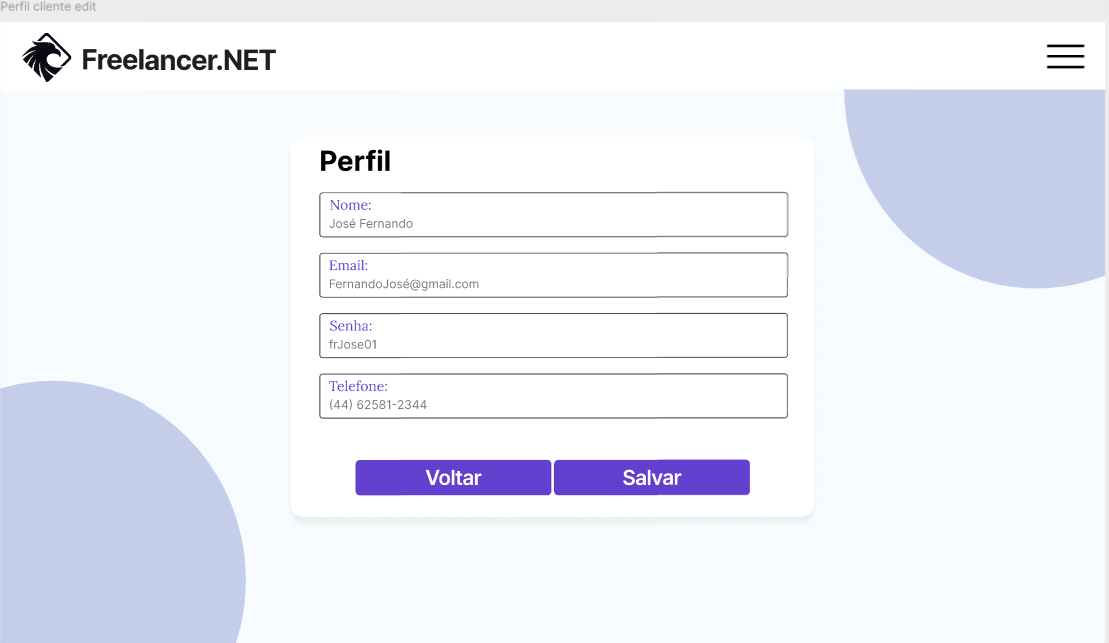 Perfil cliente edit
Freelancer.NET
Perfil
Nome:
José Fernando
Email:
FernandoJosé@gmail.com
Senha:
frJose01
Telefone:
(44) 62581-2344
Voltar Salvar